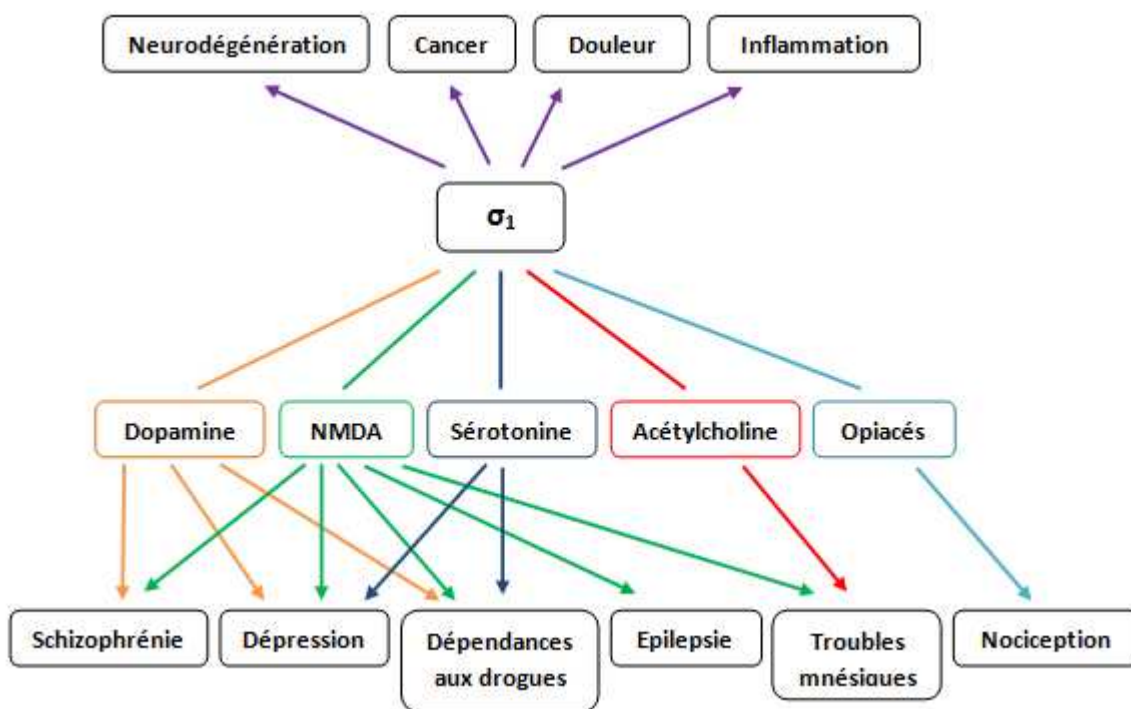 Neurodégénération
Cancer
Douleur
Inflammation
σ₁
Dopamine
NMDA
Sérotonine
Acétylcholine
Opiacés
Schizophrénie
Dépression
Dépendances
aux drogues
Epilepsie
Troubles
mnésiques
Nociception